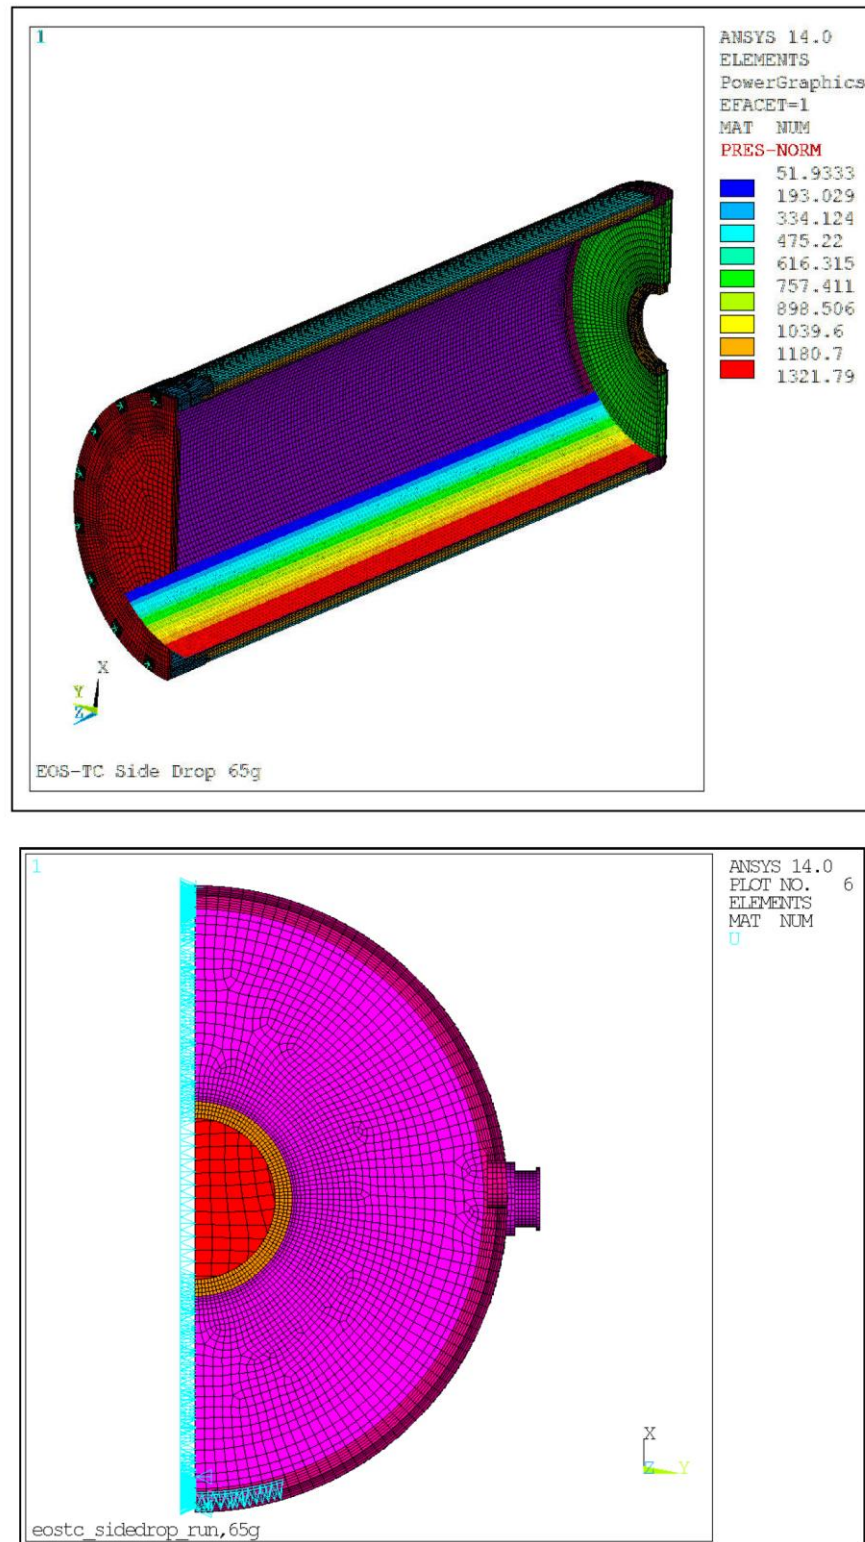 1
ANSYS 14.0
ELEMENTS
PowerGraphics
EFACET=1
MAT NUM
PRES-NORM
51.9333
193.029
334.124
475.22
616.315
757.411
898.506
1039.6
1180.7
1321.79
X
Y
Z
EOS-TC Side Drop 65g
1
ANSYS 14.0
PLOT NO. 6
ELEMENTS
MAT NUM
U
X
Z Y
eostc_sidedrop_run,65g